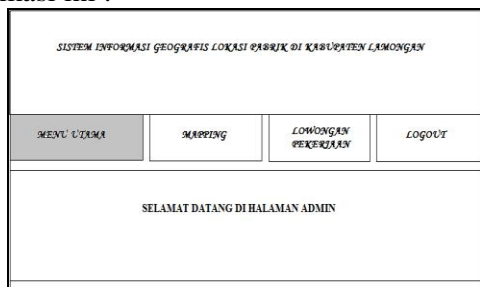 SISTEM INFORMASI GEOGRAFIS LOKASI PABRIK DI KABUPATEN LAMONGAN
MENU UTAMA
MAPPING
LOWONGAN
PEKERJAAN
LOGOUT
SELAMAT DATANG DI HALAMAN ADMIN